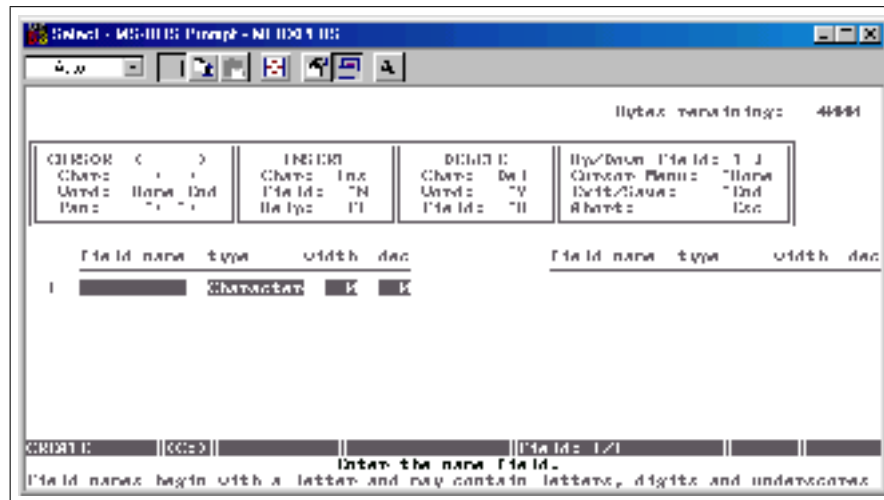 Select - MS-DOS Prompt -
Auto
Bytes remaining:
CURSOR INSERT DELETE Up/Down Field:
Char: Char: Ins Char: Del Cursor Menu: ^Home
Word: Home End Field: ^N Word: ^Y Exit/Save: ^End
Pan: Help: F1 Field: ^U Abort: Esc
Field name type width dec Field name type width dec
1 Character
CREATE <C:> Field: 1/1
Enter the name field.
Field names begin with a letter and may contain letters, digits and underscores